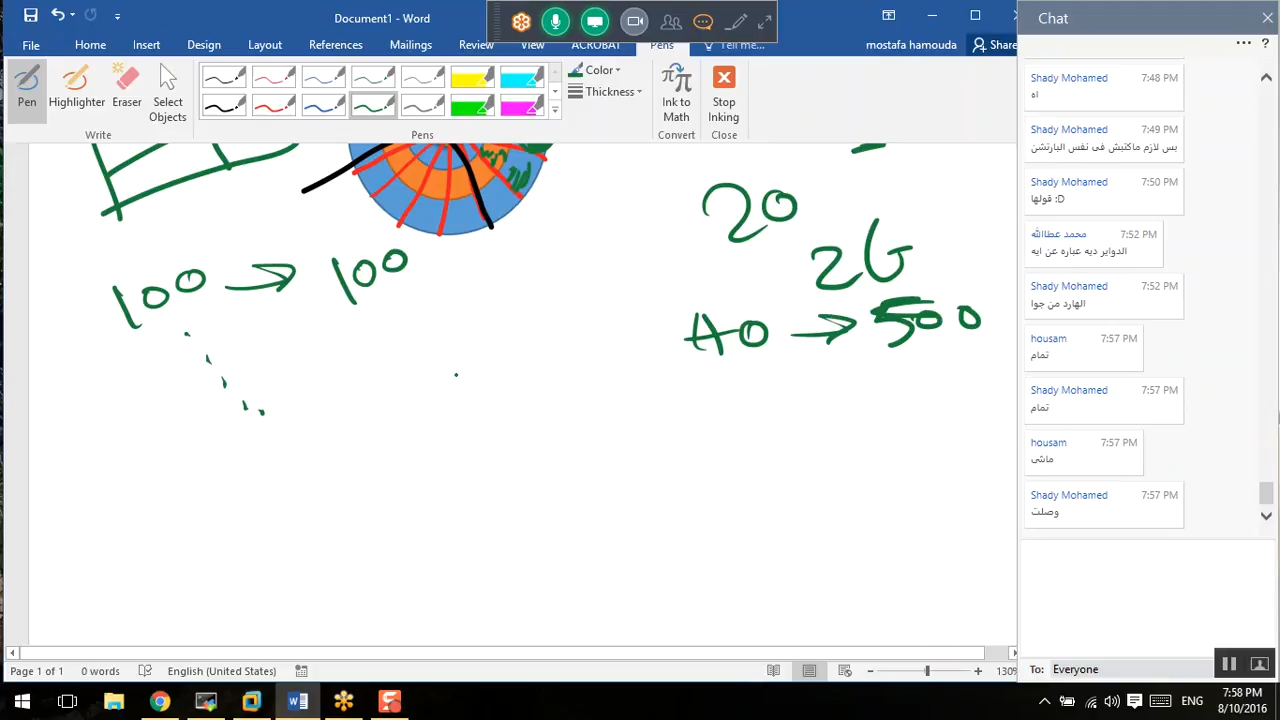 Document1 - Word
mostafa hamouda
Share
File
Home
Insert
Design
Layout
References
Mailings
Review
View
ACROBAT
Pens
Tell me...
Pen
Highlighter
Eraser
Select Objects
Color
Thickness
Ink to Math
Stop Inking
Write
Pens
Convert
Close
20
2G
100 → 100
40 → 500
Chat
Shady Mohamed 7:48 PM
اه
Shady Mohamed 7:49 PM
بس لازم ماكتبش فى نفس البارتشن
Shady Mohamed 7:50 PM
قولها :D
محمد عطاالله 7:52 PM
الدواير ديه عباره عن ايه
Shady Mohamed 7:52 PM
الهارد من جوا
housam 7:57 PM
تمام
Shady Mohamed 7:57 PM
تمام
housam 7:57 PM
ماشى
Shady Mohamed 7:57 PM
وصلت
To: Everyone
Page 1 of 1
0 words
English (United States)
130%
ENG
7:58 PM
8/10/2016